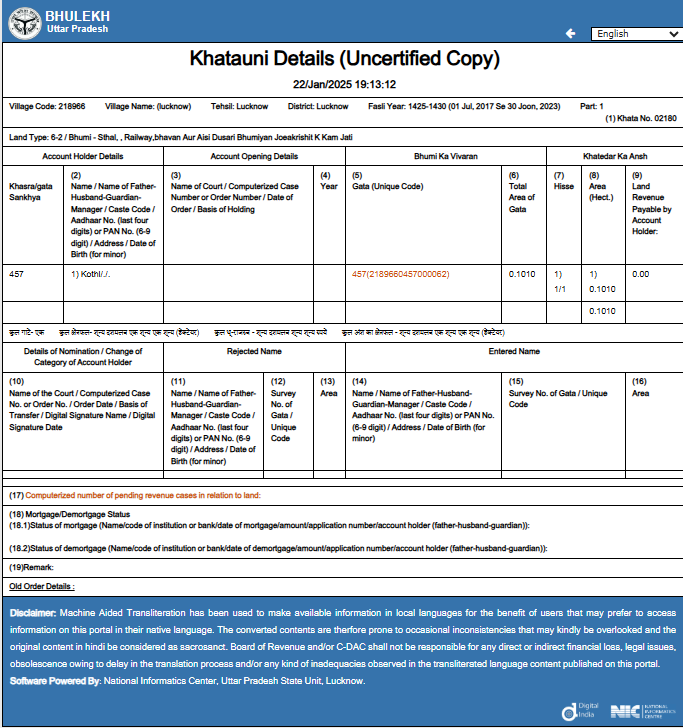 BHULEKH
Uttar Pradesh
English
Khatauni Details (Uncertified Copy)
22/Jan/2025 19:13:12
Village Code: 218966 Village Name: (lucknow) Tehsil: Lucknow District: Lucknow Fasli Year: 1425-1430 (01 Jul, 2017 Se 30 Joon, 2023) Part: 1
(1) Khata No. 02180
Land Type: 6-2 / Bhumi - Sthal, , Railway,bhavan Aur Aisi Dusari Bhumiyan Joeakrishit K Kam Jati
Account Holder Details Account Opening Details Bhumi Ka Vivaran Khatedar Ka Ansh
Khasra/gata Sankhya
(2) Name / Name of Father-Husband-Guardian-Manager / Caste Code / Aadhaar No. (last four digits) or PAN No. (6-9 digit) / Address / Date of Birth (for minor)
(3) Name of Court / Computerized Case Number or Order Number / Date of Order / Basis of Holding
(4) Year
(5) Gata (Unique Code)
(6) Total Area of Gata
(7) Hisse
(8) Area (Hect.)
(9) Land Revenue Payable by Account Holder:
457 1) Kothi/./. 457(2189660457000062) 0.1010 1) 1/1 1) 0.1010 0.00
0.1010
कुल गाटे- एक कुल क्षेत्रफल- शून्य दशमलव एक शून्य एक शून्य (हैक्टेयर) कुल भू-राजस्व - शून्य दशमलव शून्य शून्य रुपये कुल अंश का क्षेत्रफल - शून्य दशमलव एक शून्य एक शून्य (हैक्टेयर)
Details of Nomination / Change of Category of Account Holder Rejected Name Entered Name
(10) Name of the Court / Computerized Case No. or Order No. / Order Date / Basis of Transfer / Digital Signature Name / Digital Signature Date
(11) Name / Name of Father-Husband-Guardian-Manager / Caste Code / Aadhaar No. (last four digits) or PAN No. (6-9 digit) / Address / Date of Birth (for minor)
(12) Survey No. of Gata / Unique Code
(13) Area
(14) Name / Name of Father-Husband-Guardian-Manager / Caste Code / Aadhaar No. (last four digits) or PAN No. (6-9 digit) / Address / Date of Birth (for minor)
(15) Survey No. of Gata / Unique Code
(16) Area
(17) Computerized number of pending revenue cases in relation to land:
(18) Mortgage/Demortgage Status
(18.1)Status of mortgage (Name/code of institution or bank/date of mortgage/amount/application number/account holder (father-husband-guardian)):
(18.2)Status of demortgage (Name/code of institution or bank/date of demortgage/amount/application number/account holder (father-husband-guardian)):
(19)Remark:
Old Order Details :
Disclaimer: Machine Aided Transliteration has been used to make available information in local languages for the benefit of users that may prefer to access
information on this portal in their native language. The converted contents are therfore prone to occasional inconsistencies that may kindly be overlooked and the
original content in hindi be considered as sacrosanct. Board of Revenue and/or C-DAC shall not be responsible for any direct or indirect financial loss, legal issues,
obsolescence owing to delay in the translation process and/or any kind of inadequacies observed in the transliterated language content published on this portal.
Software Powered By: National Informatics Center, Uttar Pradesh State Unit, Lucknow.
Digital India
NIC NATIONAL INFORMATICS CENTRE